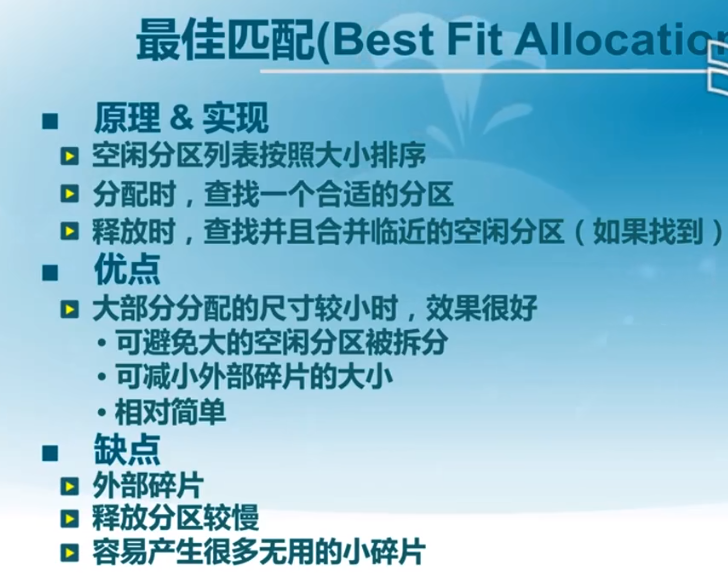 最佳匹配(Best Fit Allocation
原理 & 实现
空闲分区列表按照大小排序
分配时，查找一个合适的分区
释放时，查找并且合并临近的空闲分区（如果找到）
优点
大部分分配的尺寸较小时，效果很好
• 可避免大的空闲分区被拆分
• 可减小外部碎片的大小
• 相对简单
缺点
外部碎片
释放分区较慢
容易产生很多无用的小碎片